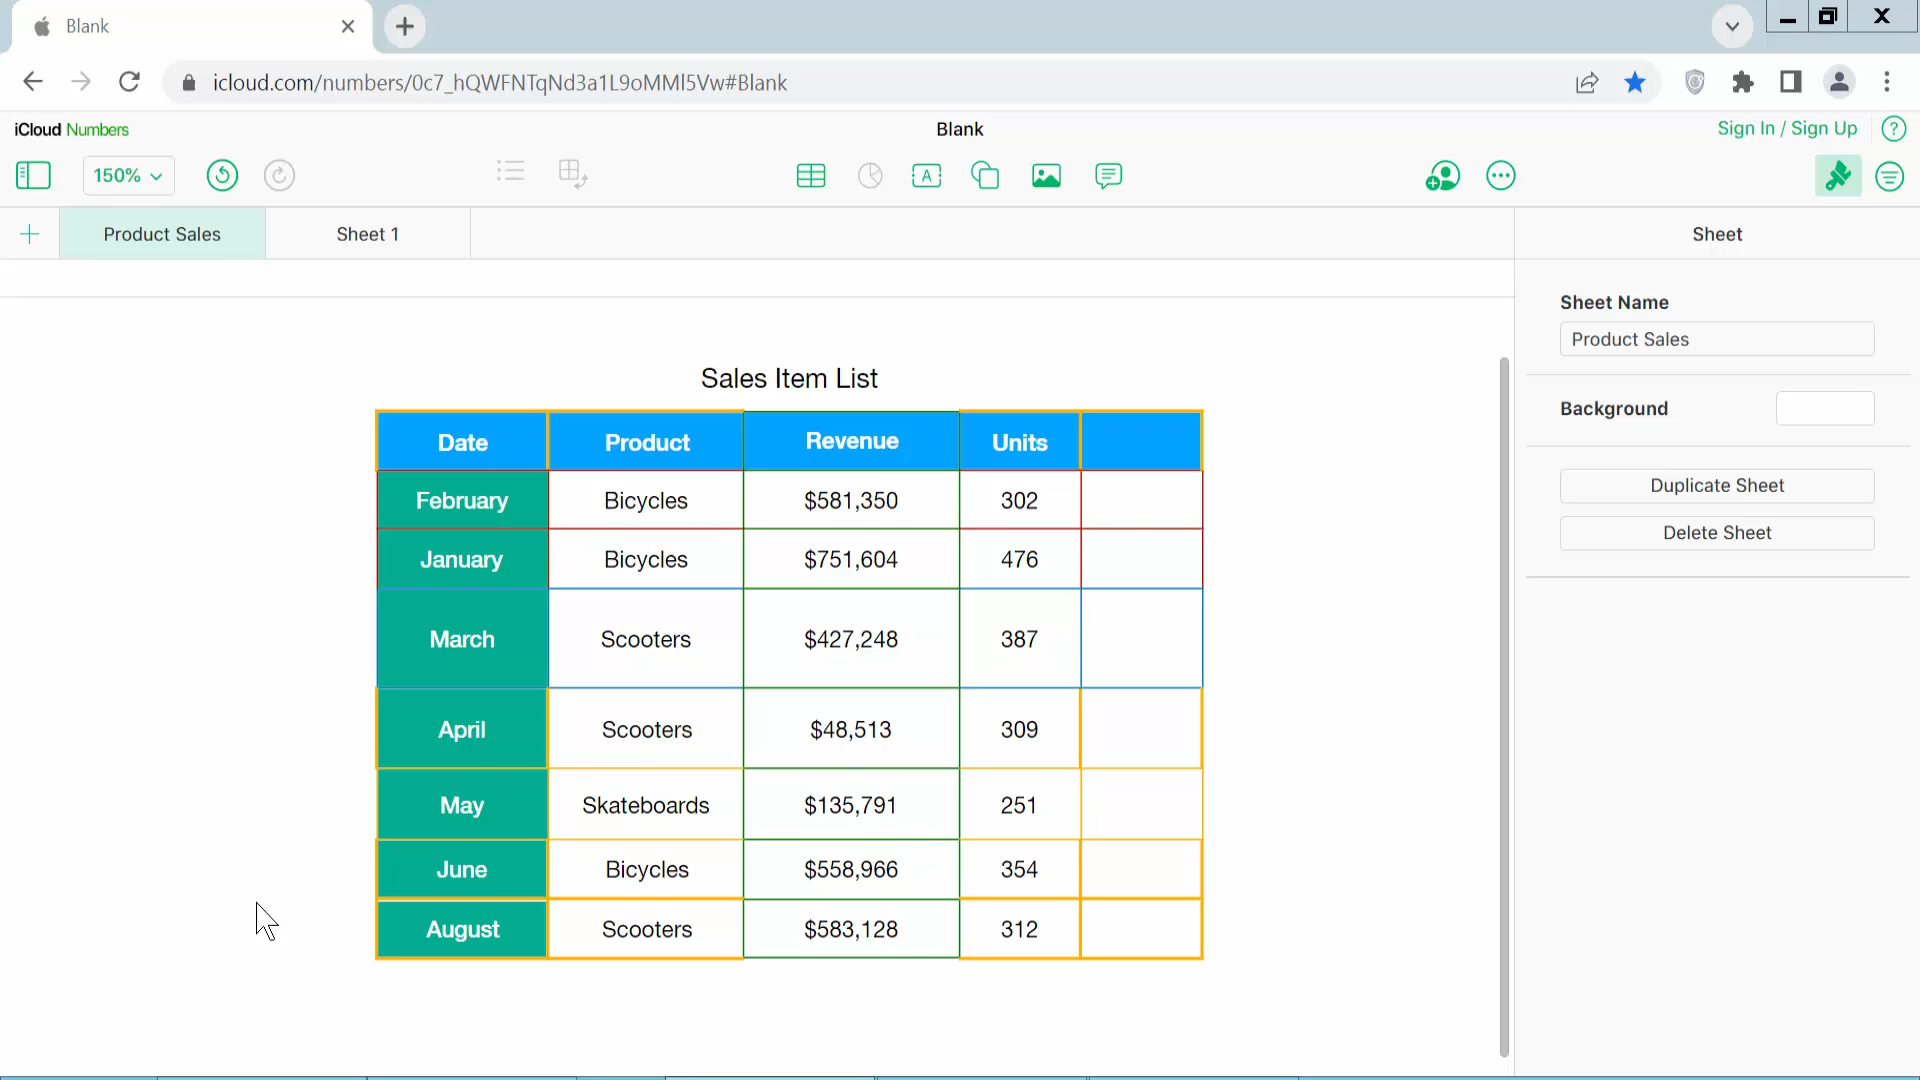 Blank
icloud.com/numbers/0c7_hQWFNTqNd3a1L9oMMl5Vw#Blank
iCloud Numbers
Blank
Sign In / Sign Up
150%
Product Sales
Sheet 1
Sheet
Sheet Name
Product Sales
Background
Duplicate Sheet
Delete Sheet
Sales Item List
Date Product Revenue Units
February Bicycles $581,350 302
January Bicycles $751,604 476
March Scooters $427,248 387
April Scooters $48,513 309
May Skateboards $135,791 251
June Bicycles $558,966 354
August Scooters $583,128 312